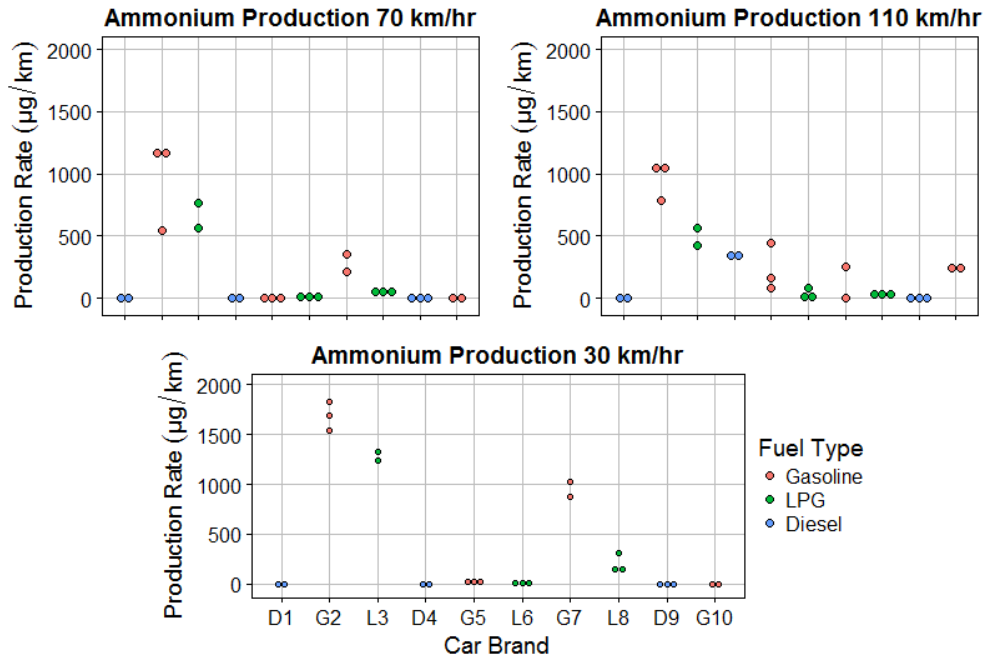 Ammonium Production 70 km/hr
Production Rate (µg/km)
2000
1500
1000
500
0
Ammonium Production 110 km/hr
Production Rate (µg/km)
2000
1500
1000
500
0
Ammonium Production 30 km/hr
Production Rate (µg/km)
2000
1500
1000
500
0
D1 G2 L3 D4 G5 L6 G7 L8 D9 G10
Car Brand
Fuel Type
Gasoline
LPG
Diesel